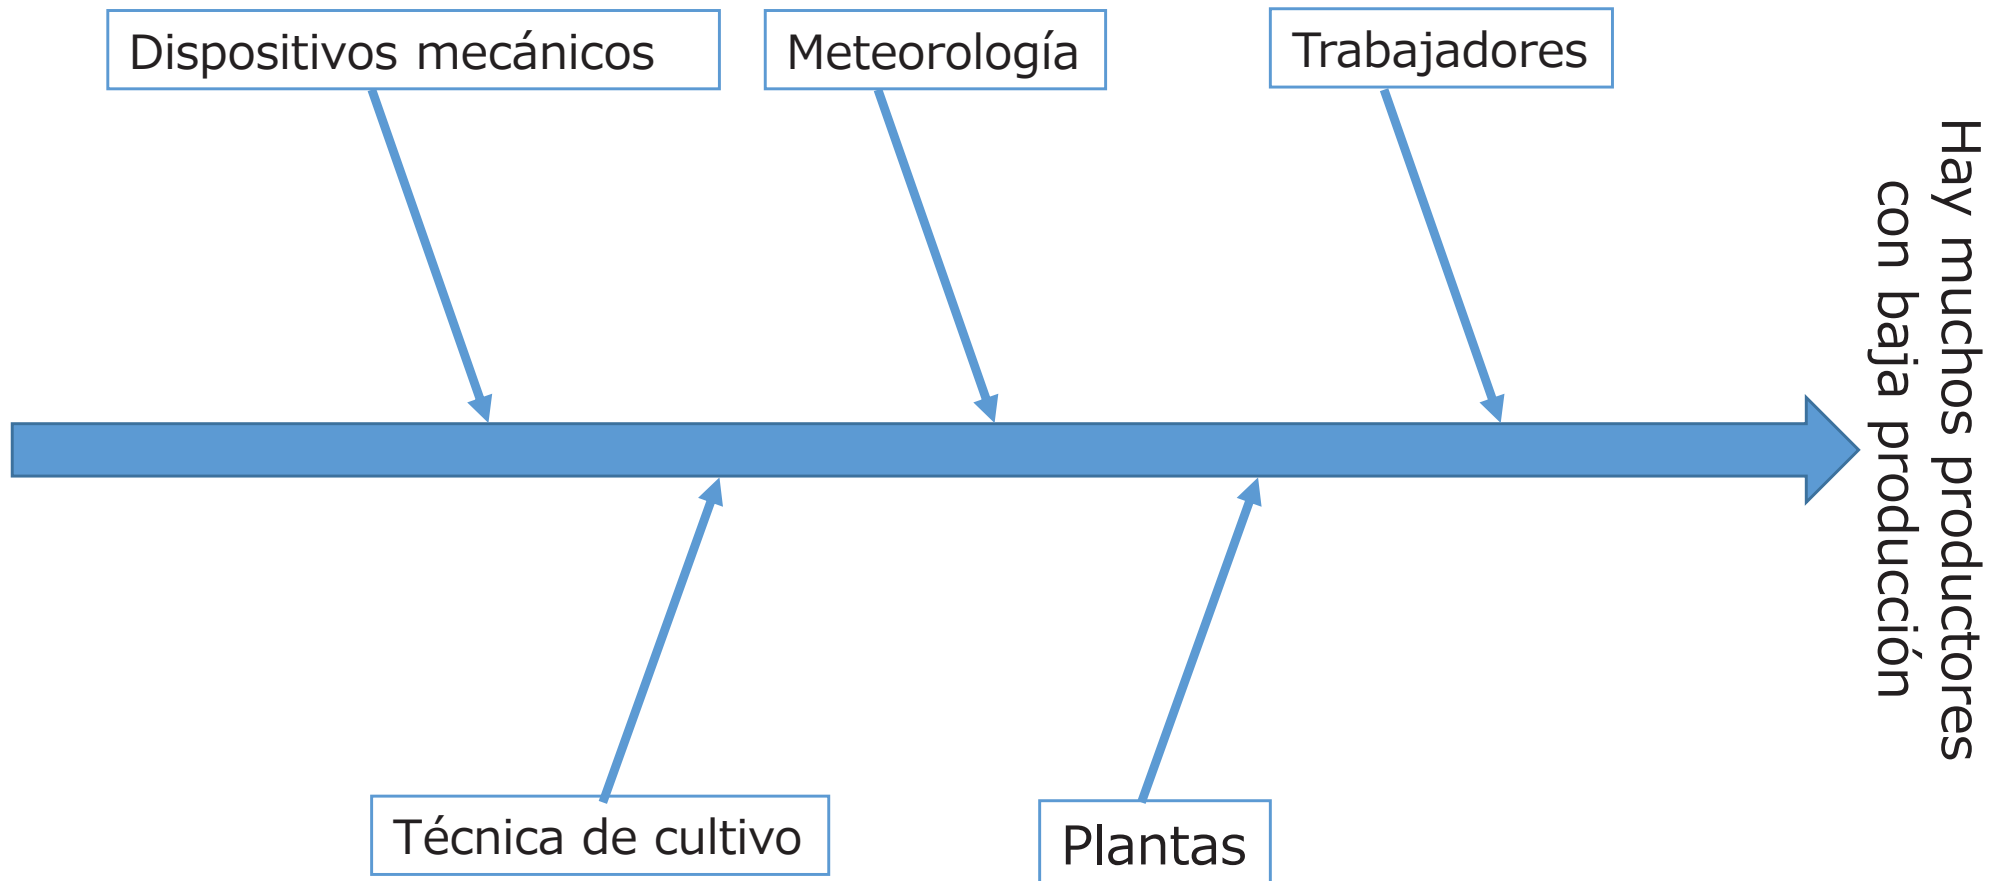 Dispositivos mecánicos
Meteorología
Trabajadores
Hay muchos productores
con baja producción
Técnica de cultivo
Plantas